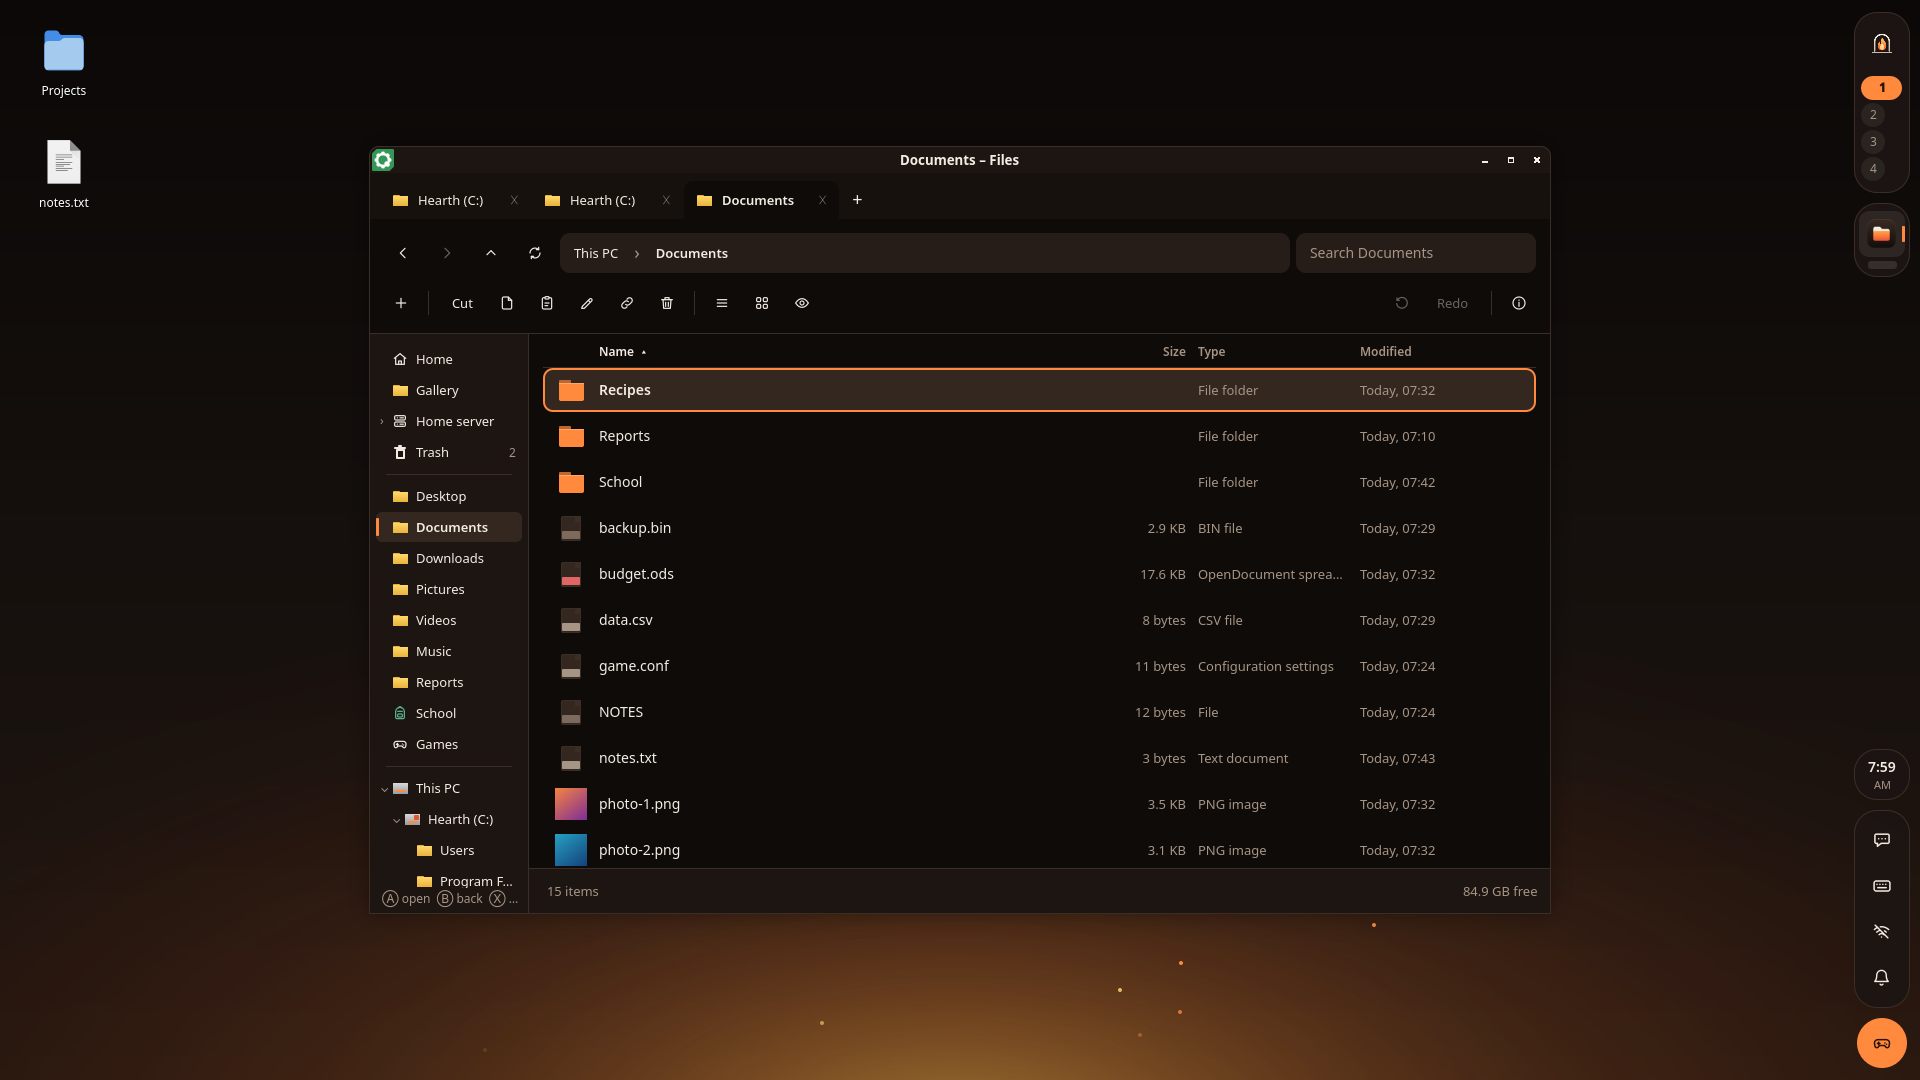 Projects
notes.txt
Documents – Files
Hearth (C:) X
Hearth (C:) X
Documents X +
This PC › Documents
Search Documents
Cut
Redo
Home
Gallery
Home server
Trash 2
Desktop
Documents
Downloads
Pictures
Videos
Music
Reports
School
Games
This PC
Hearth (C:)
Users
Program F...
A open B back X ...
Name Size Type Modified
Recipes File folder Today, 07:32
Reports File folder Today, 07:10
School File folder Today, 07:42
backup.bin 2.9 KB BIN file Today, 07:29
budget.ods 17.6 KB OpenDocument sprea... Today, 07:32
data.csv 8 bytes CSV file Today, 07:29
game.conf 11 bytes Configuration settings Today, 07:24
NOTES 12 bytes File Today, 07:24
notes.txt 3 bytes Text document Today, 07:43
photo-1.png 3.5 KB PNG image Today, 07:32
photo-2.png 3.1 KB PNG image Today, 07:32
15 items
84.9 GB free
1
2
3
4
7:59
AM